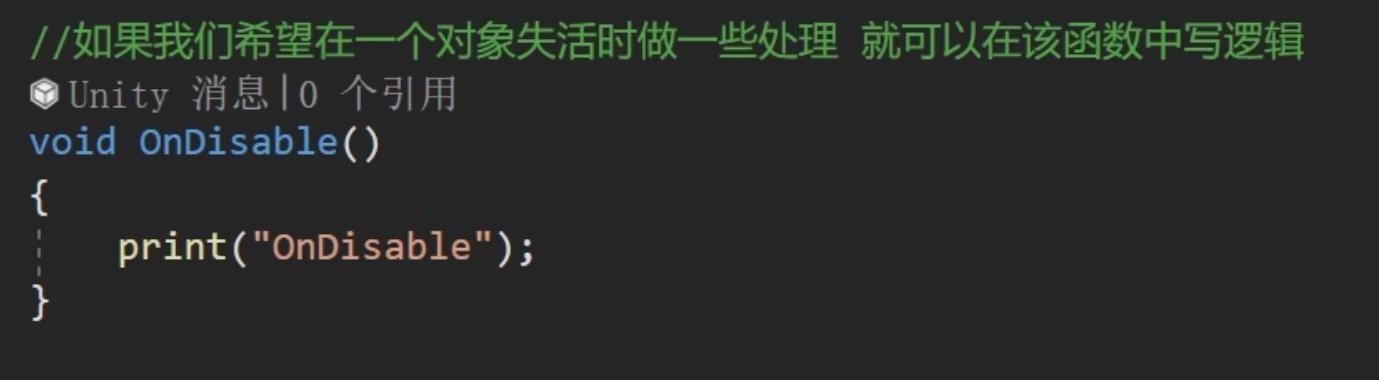 //如果我们希望在一个对象失活时做一些处理 就可以在该函数中写逻辑
Unity 消息|0 个引用
void OnDisable()
{
    print("OnDisable");
}